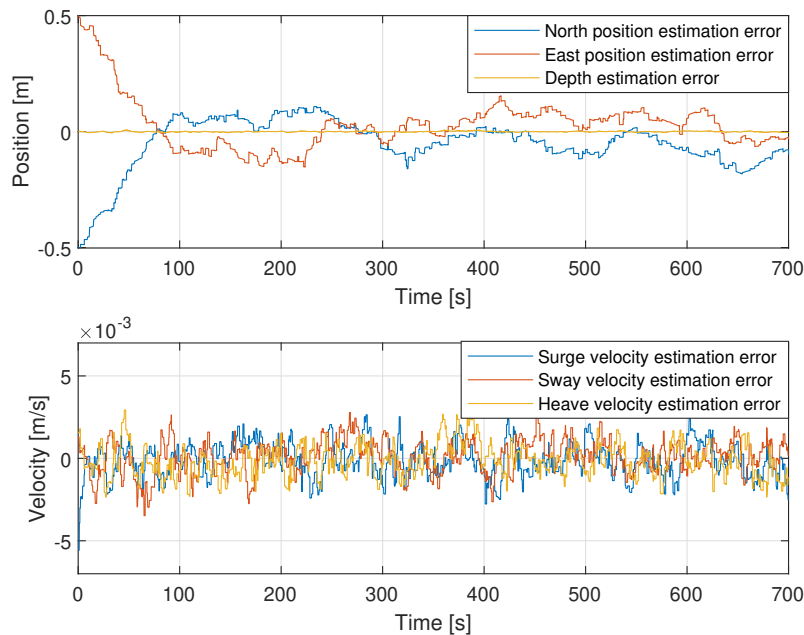 0.5
North position estimation error
East position estimation error
Depth estimation error
Position [m]
0
-0.5
0 100 200 300 400 500 600 700
Time [s]
×10⁻³
Surge velocity estimation error
Sway velocity estimation error
Heave velocity estimation error
5
Velocity [m/s]
0
-5
0 100 200 300 400 500 600 700
Time [s]